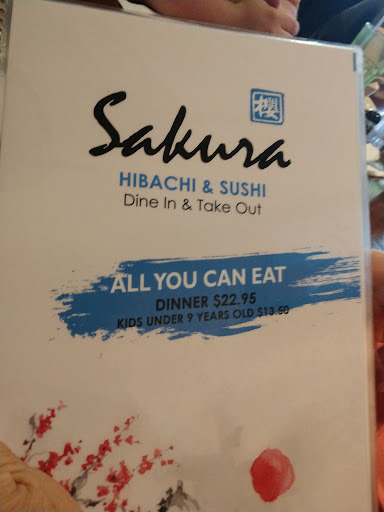 櫻
Sakura
HIBACHI & SUSHI
Dine In & Take Out
ALL YOU CAN EAT
DINNER $22.95
KIDS UNDER 9 YEARS OLD $13.50